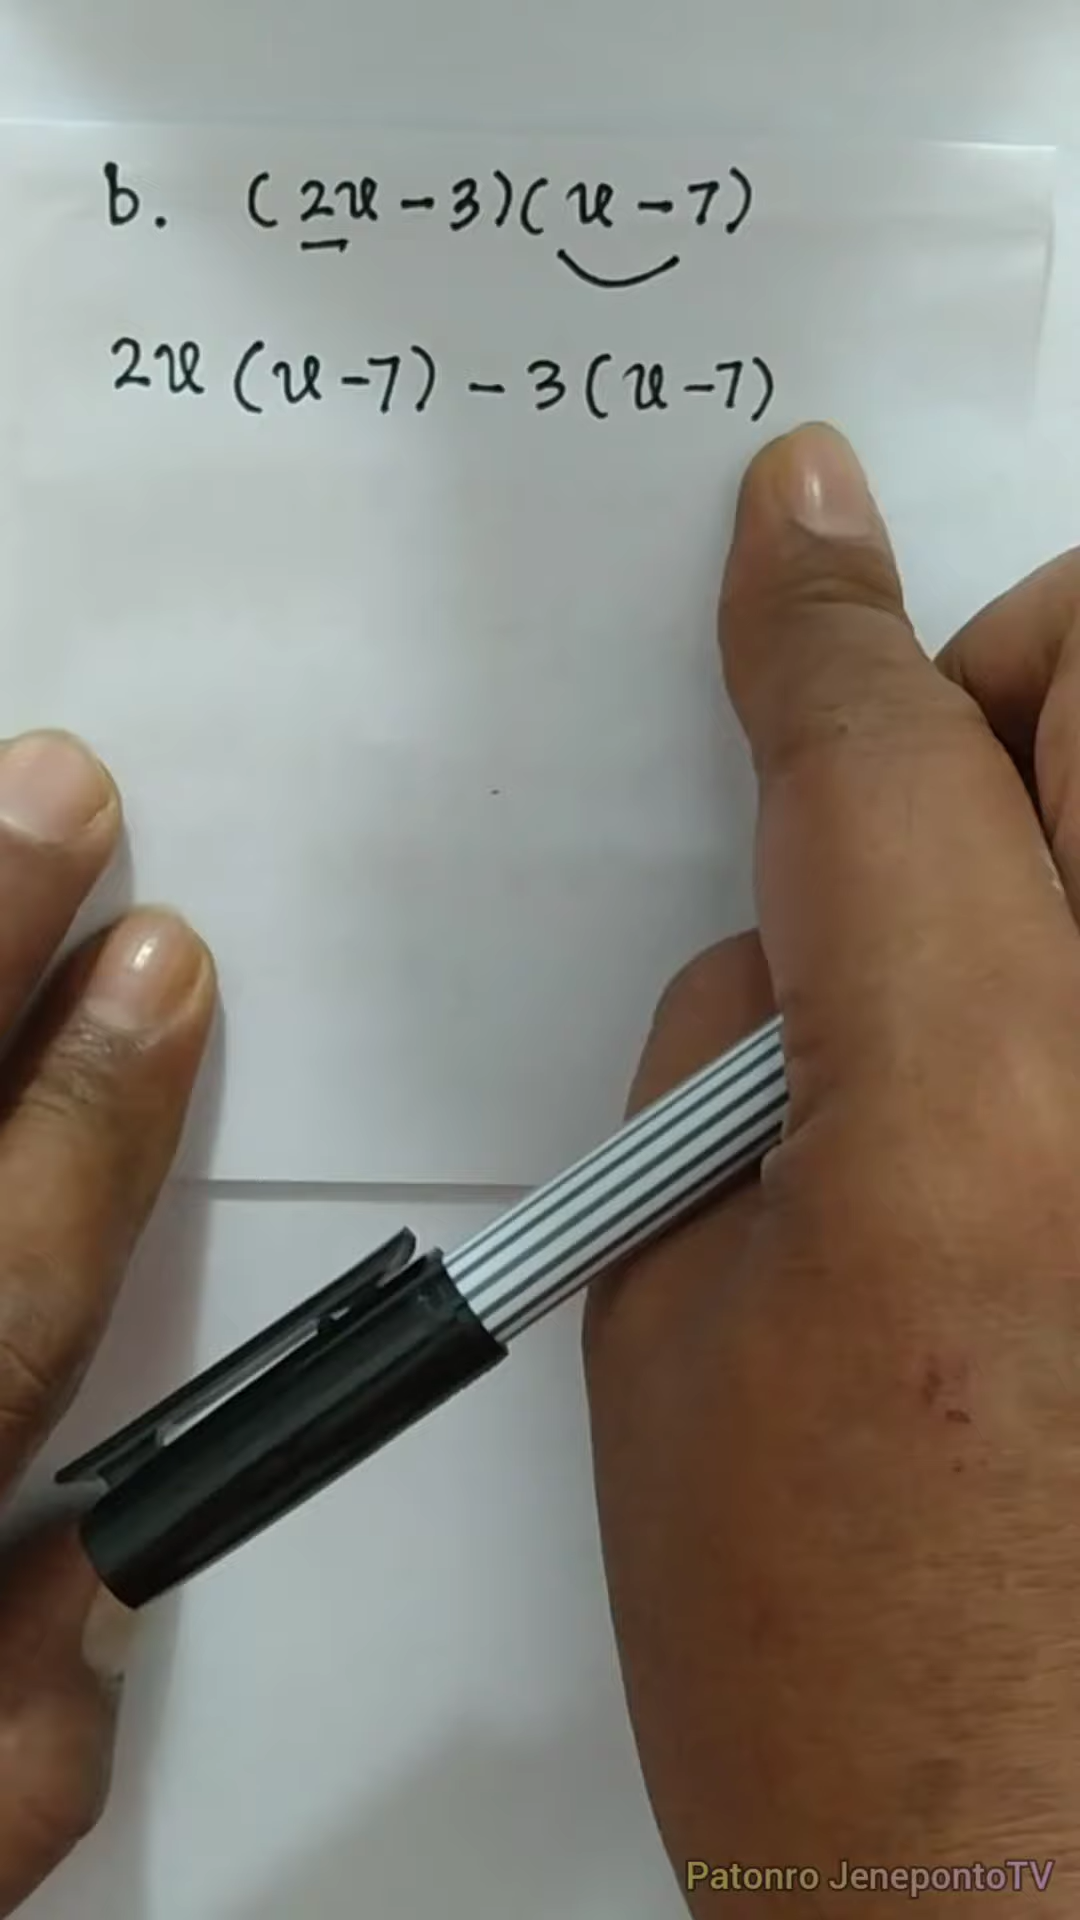 b. (2x - 3)(x - 7)
2x (x - 7) - 3 (x - 7)
Patonro JenepontoTV